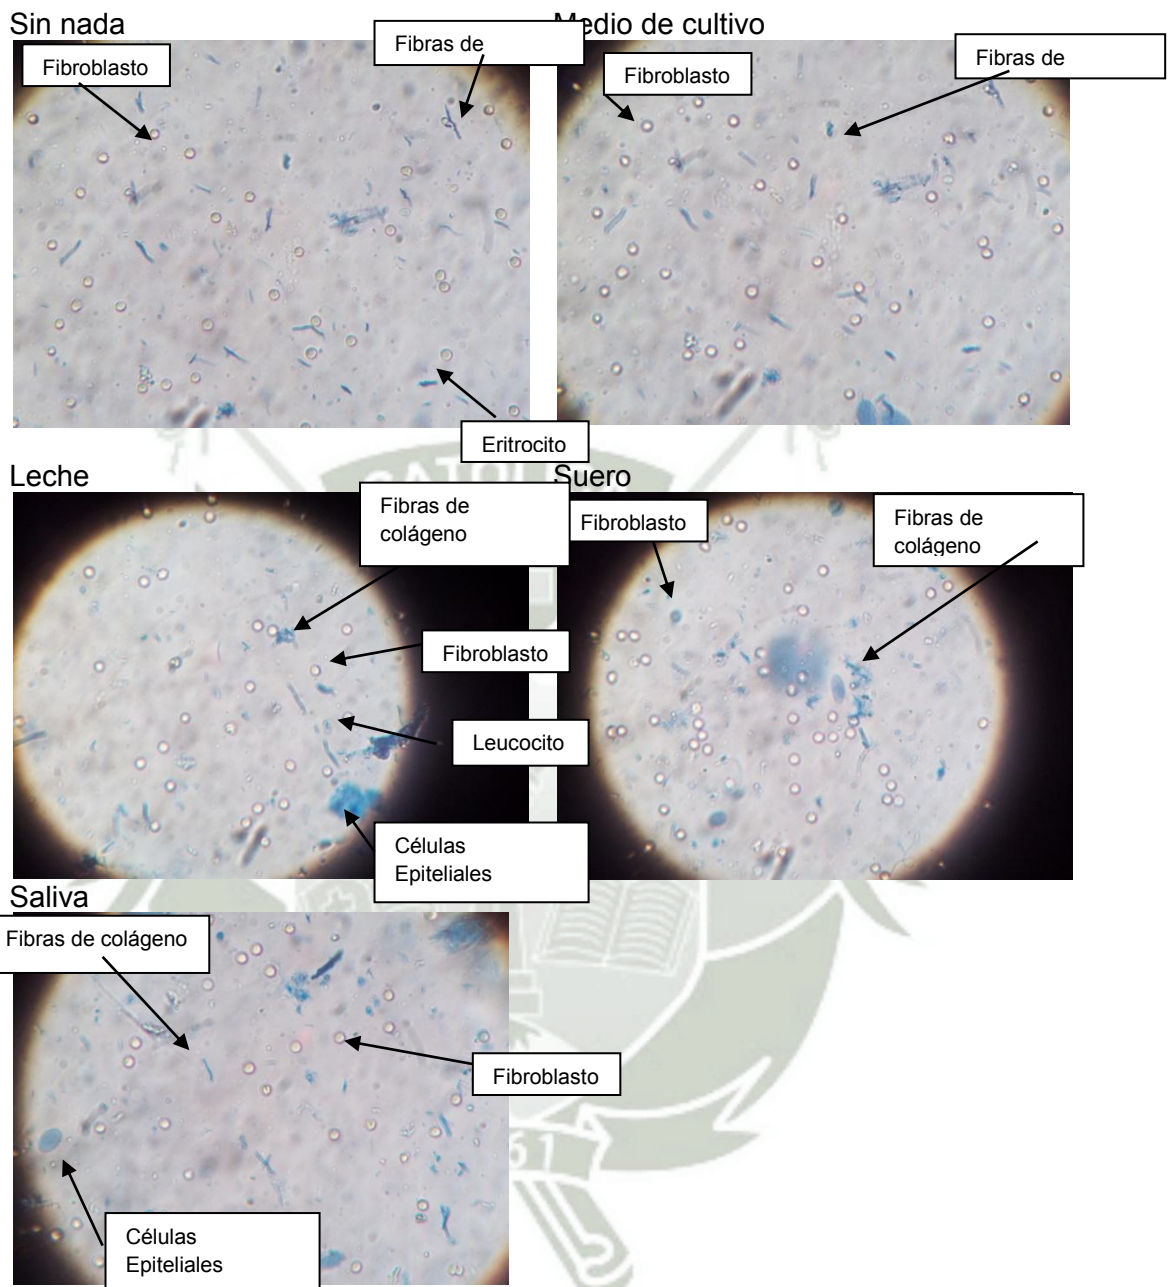 Sin nada
Medio de cultivo
Fibroblasto
Fibras de
Fibroblasto
Fibras de
Eritrocito
Leche
Suero
Fibras de
colágeno
Fibroblasto
Leucocito
Células
Epiteliales
Fibroblasto
Fibras de
colágeno
Saliva
Fibras de colágeno
Fibroblasto
Células
Epiteliales
61